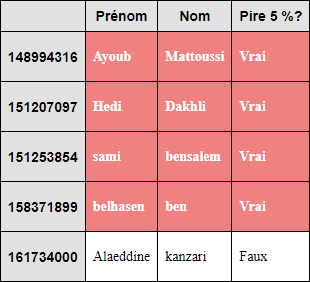 Prénom Nom Pire 5 %?
148994316 Ayoub Mattoussi Vrai
151207097 Hedi Dakhli Vrai
151253854 sami bensalem Vrai
158371899 belhasen ben Vrai
161734000 Alaeddine kanzari Faux